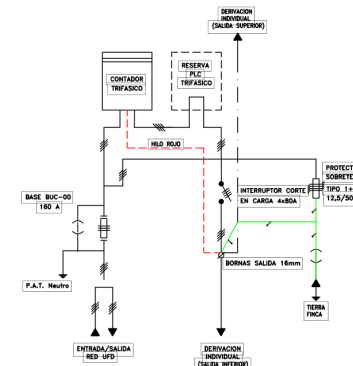 DERIVACION
INDIVIDUAL
(SALIDA SUPERIOR)
CONTADOR
TRIFASICO
RESERVA
PLC
TRIFASICO
HILO ROJO
BASE BUC-00
160 A
INTERRUPTOR CORTE
EN CARGA 4x80A
PROTECT
SOBRETE
TIPO 1+
12,5/50
P.A.T. Neutro
BORNAS SALIDA 16mm
TIERRA
FINCA
ENTRADA/SALIDA
RED UFD
DERIVACION
INDIVIDUAL
(SALIDA INFERIOR)